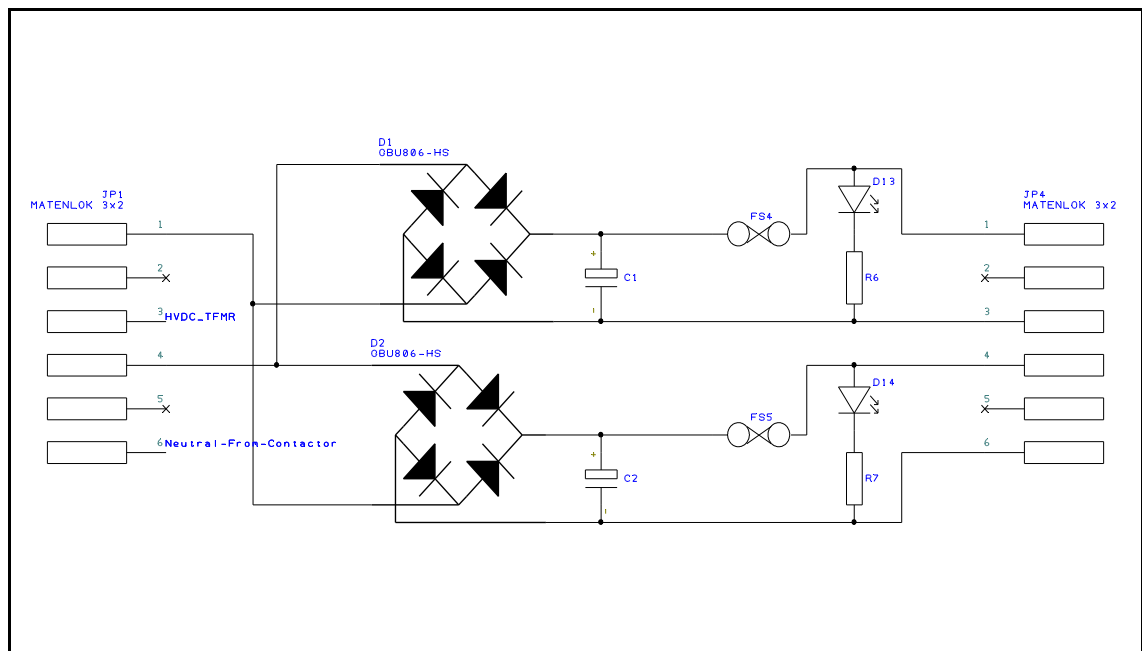 D1
GBU806-HS
JP1
MATENLOK 3x2
1
2
3
HVDC_TFMR
4
5
6
Neutral-From-Contactor
D2
GBU806-HS
+
C1
-
FS4
D13
R6
+
C2
-
FS5
D14
R7
JP4
MATENLOK 3x2
1
2
3
4
5
6